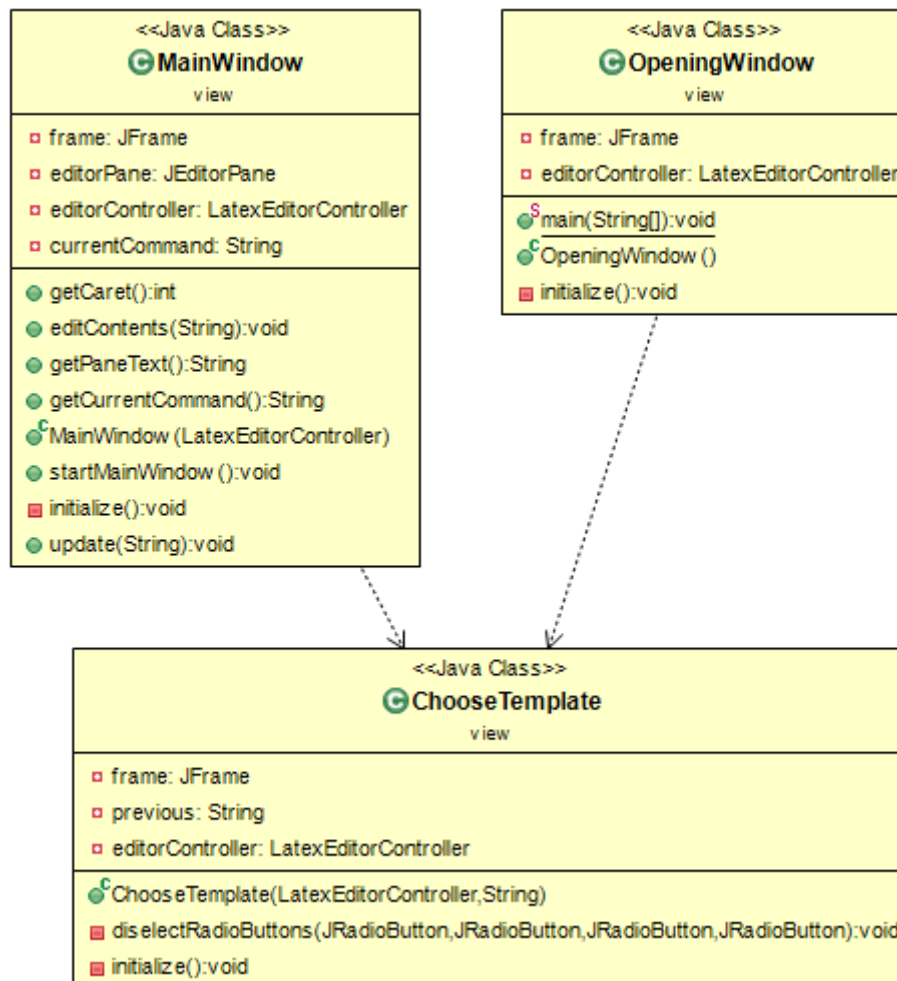 <<Java Class>>
MainWindow
view
frame: JFrame
editorPane: JEditorPane
editorController: LatexEditorController
currentCommand: String
getCaret():int
editContents(String):void
getPaneText():String
getCurrentCommand():String
MainWindow(LatexEditorController)
startMainWindow():void
initialize():void
update(String):void
<<Java Class>>
OpeningWindow
view
frame: JFrame
editorController: LatexEditorController
main(String[]):void
OpeningWindow()
initialize():void
<<Java Class>>
ChooseTemplate
view
frame: JFrame
previous: String
editorController: LatexEditorController
ChooseTemplate(LatexEditorController,String)
diselectRadioButtons(JRadioButton,JRadioButton,JRadioButton,JRadioButton):void
initialize():void